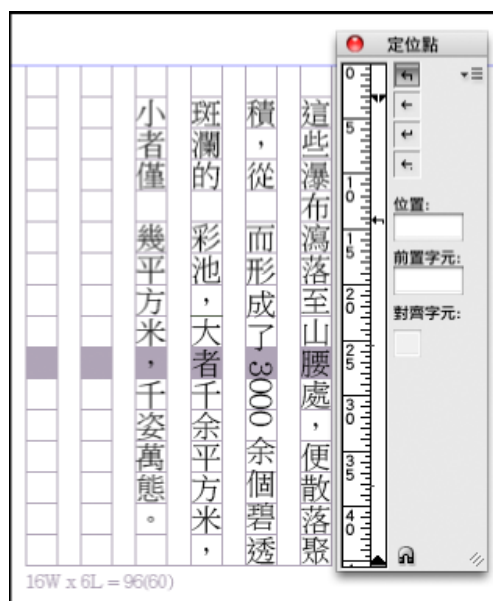 這些瀑布瀉落至山腰處，便散落聚
積，從 而形成了3000 余個碧透
斑瀾的 彩池，大者千余平方米，
小者僅 幾平方米，千姿萬態。
16W x 6L = 96(60)
定位點
0
5
10
15
20
25
30
35
40
位置:
前置字元:
對齊字元: